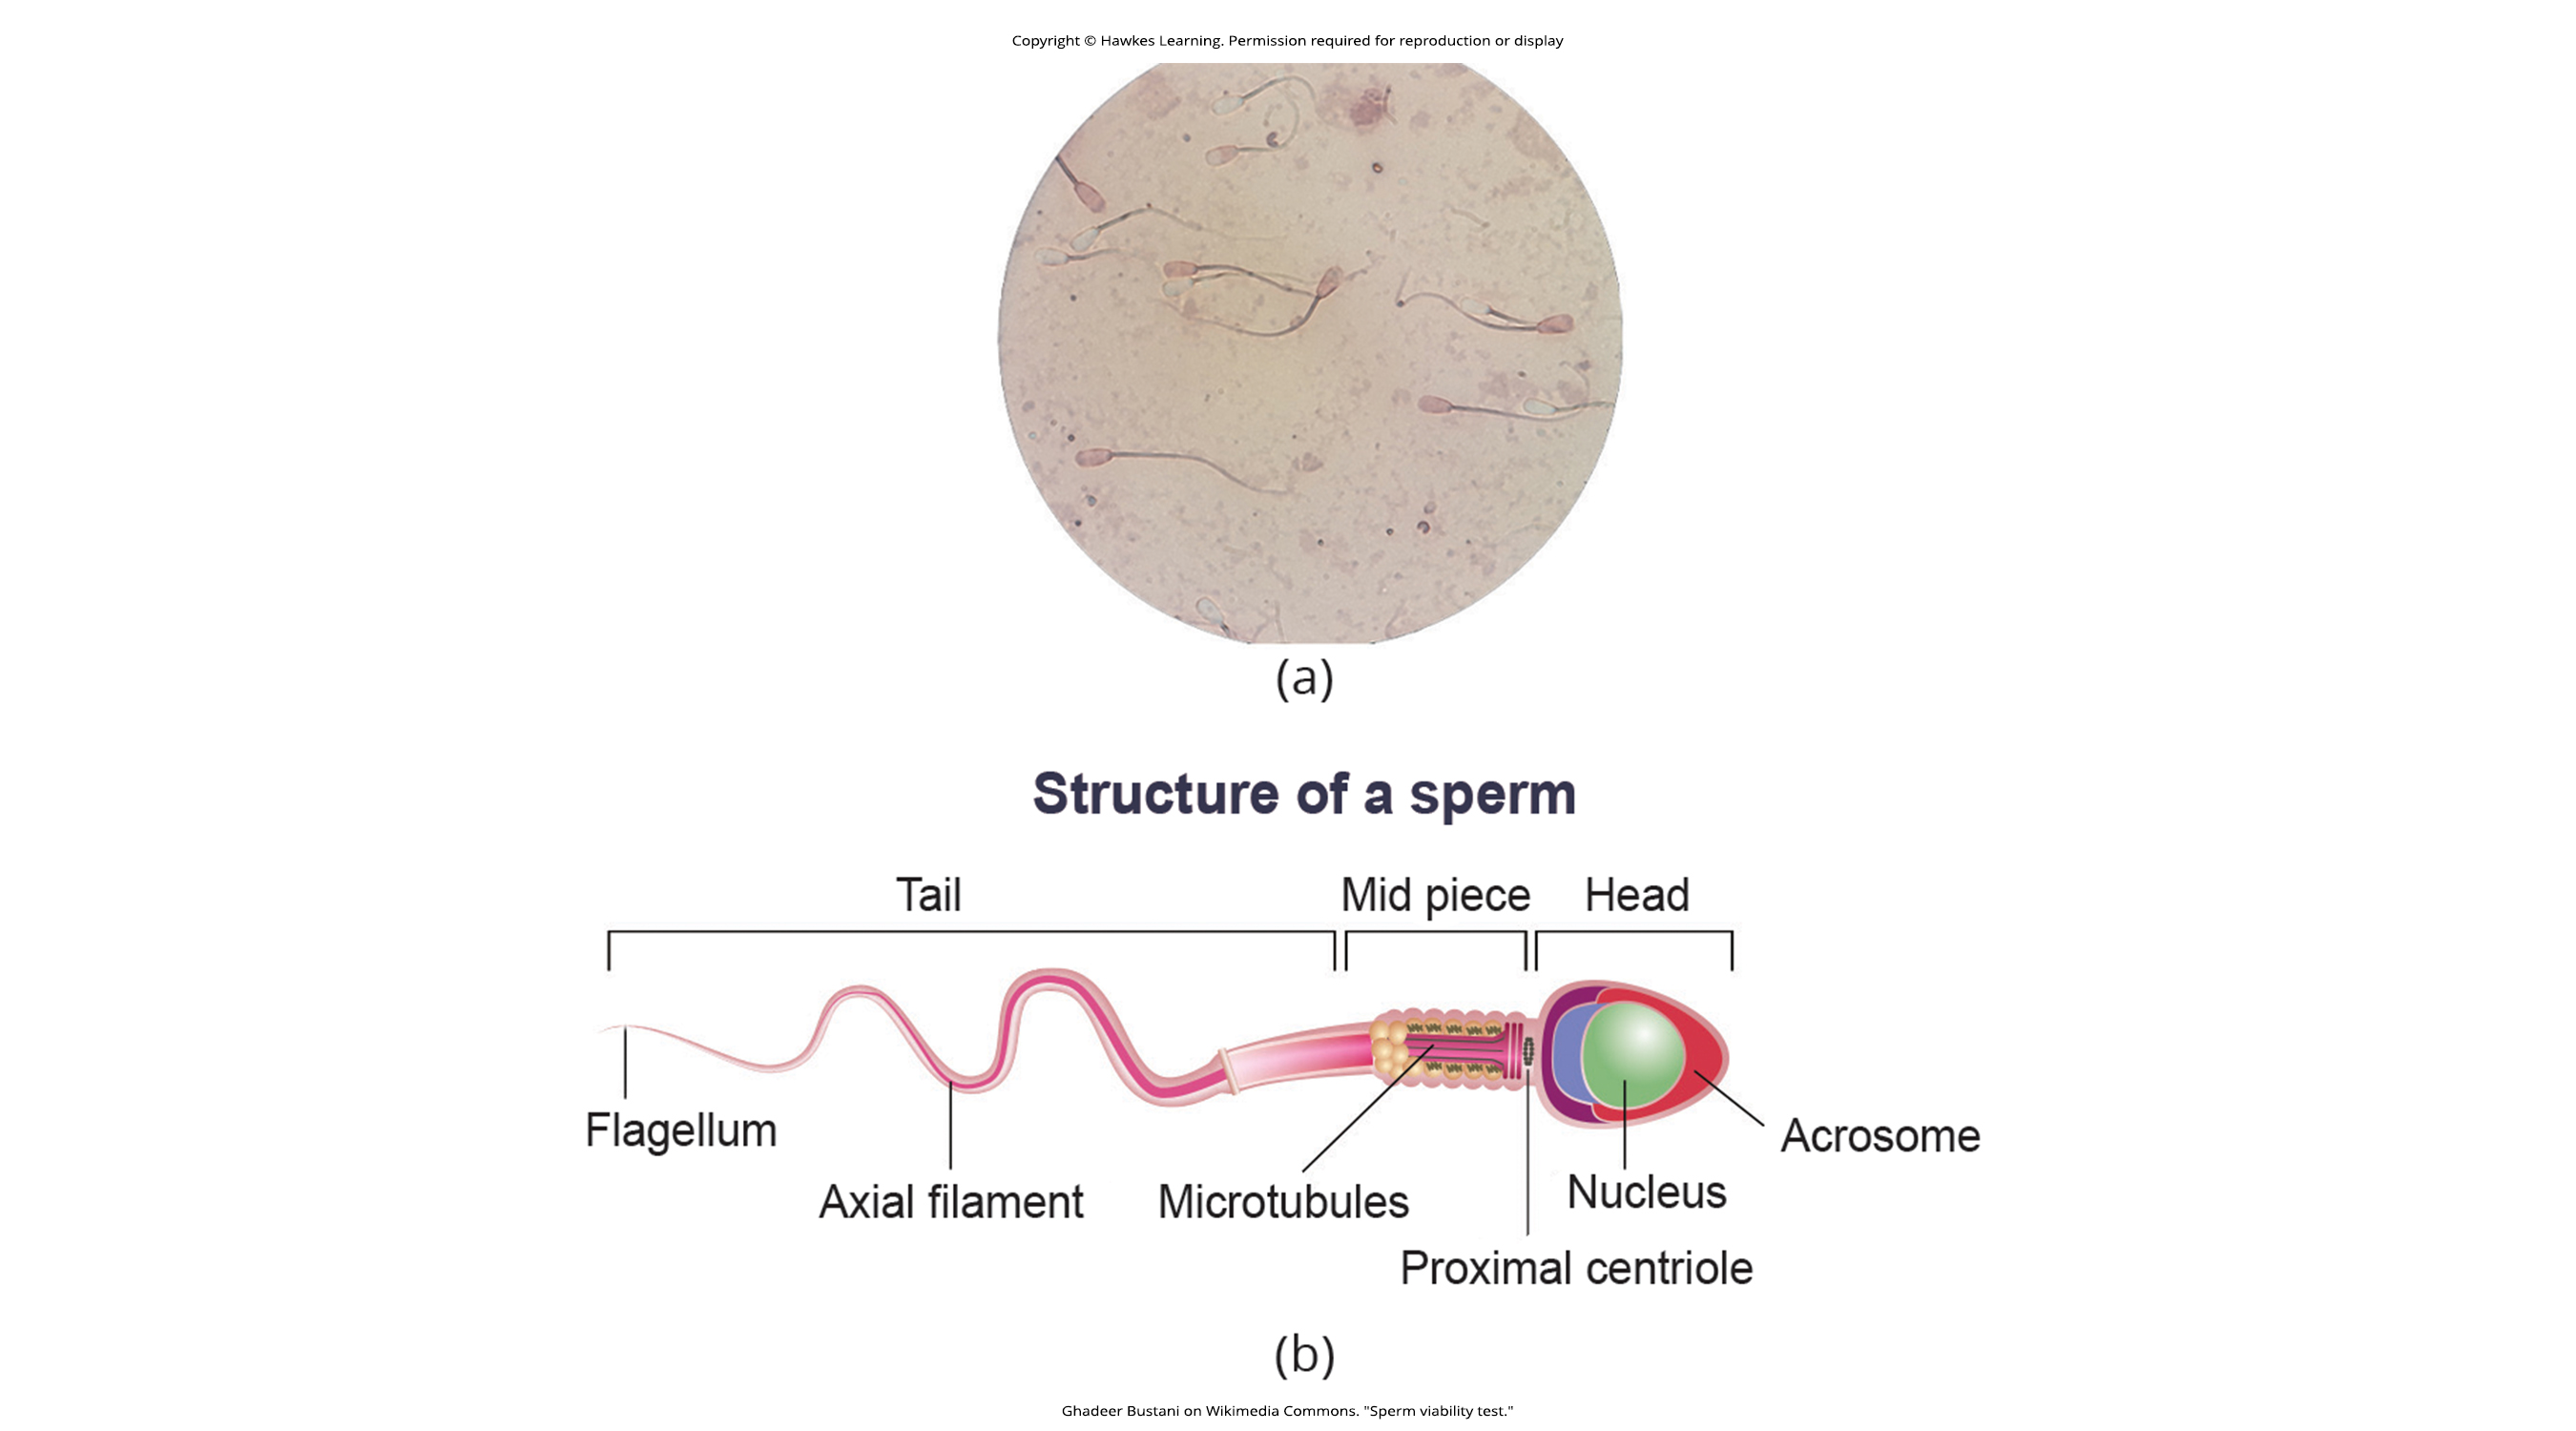 Copyright © Hawkes Learning. Permission required for reproduction or display
(a)
Structure of a sperm
Tail
Mid piece
Head
Flagellum
Axial filament
Microtubules
Proximal centriole
Nucleus
Acrosome
(b)
Ghadeer Bustani on Wikimedia Commons. "Sperm viability test."